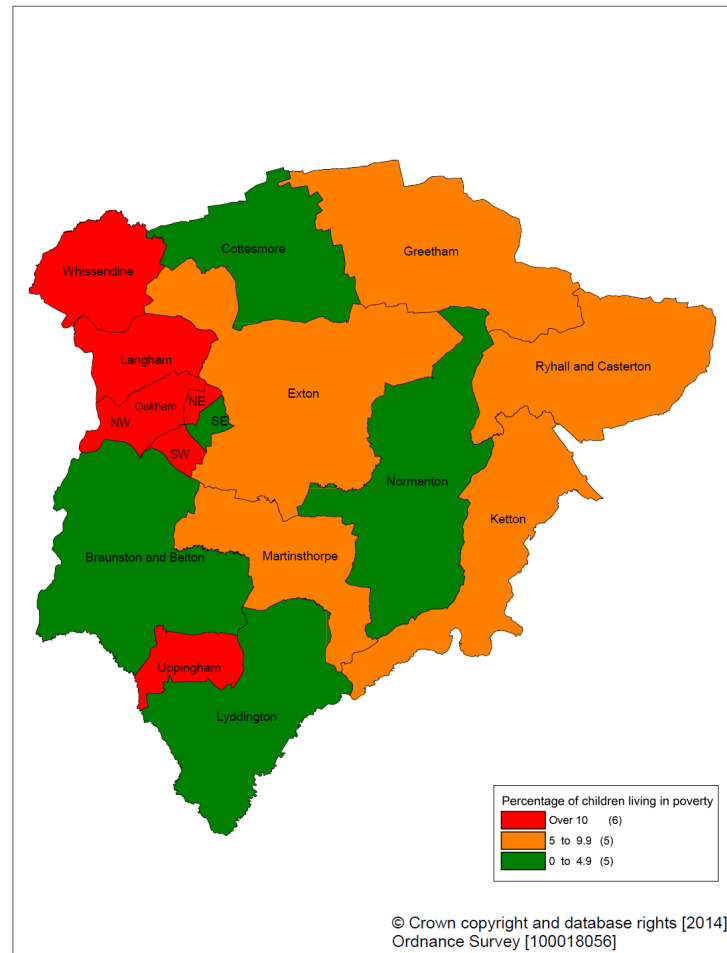 Cottesmore
Greetham
Whissendine
Langham
Ryhall and Casterton
Exton
Oakham
NE
NW
SE
SW
Normanton
Ketton
Braunston and Belton
Martinsthorpe
Uppingham
Lyddington
Percentage of children living in poverty
Over 10 (6)
5 to 9.9 (5)
0 to 4.9 (5)
© Crown copyright and database rights [2014]
Ordnance Survey [100018056]